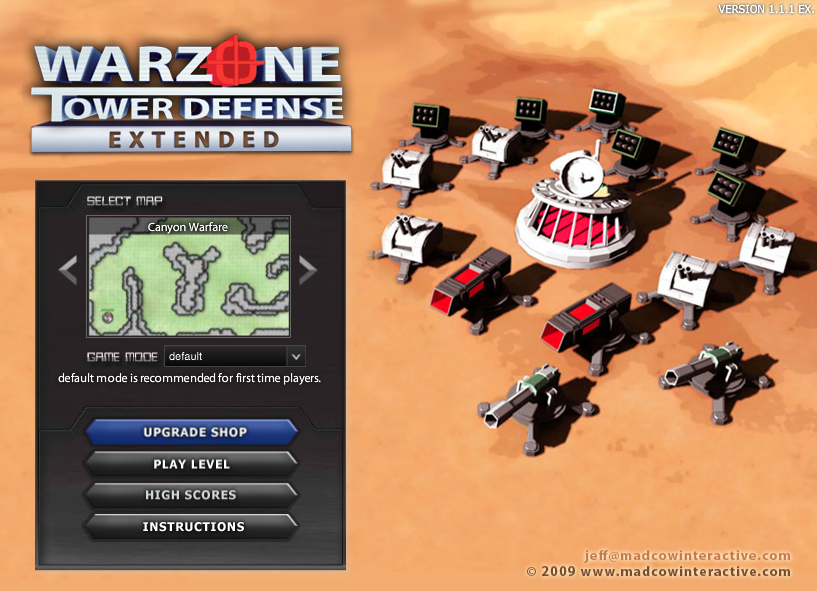 VERSION 1.1.1 EX.
WARZONE
TOWER DEFENSE
EXTENDED
SELECT MAP
Canyon Warfare
GAME MODE default
default mode is recommended for first time players.
UPGRADE SHOP
PLAY LEVEL
HIGH SCORES
INSTRUCTIONS
jeff@madcowinteractive.com
© 2009 www.madcowinteractive.com